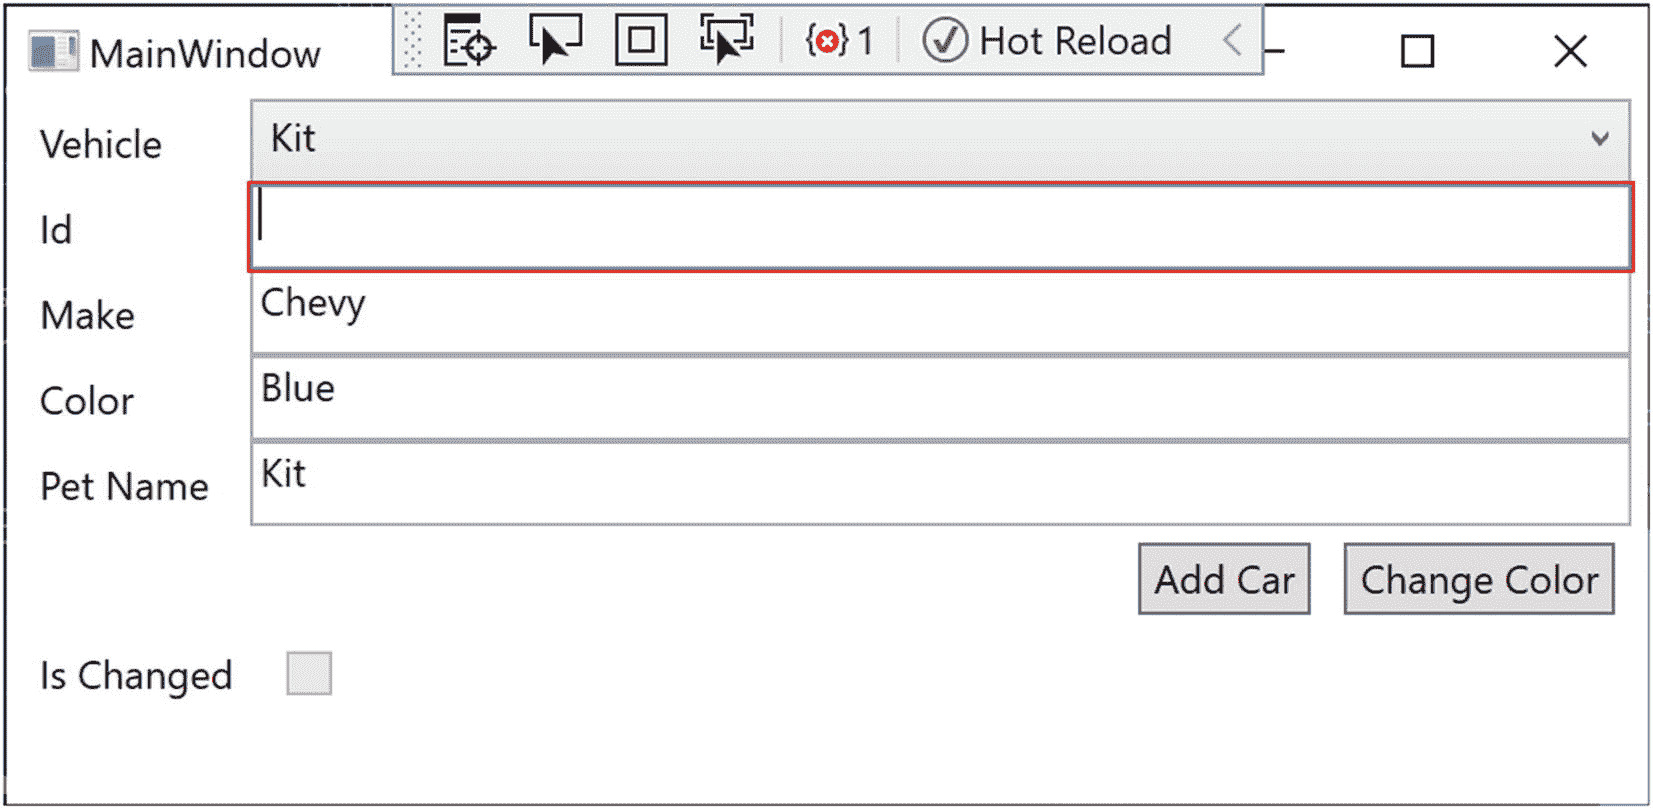 MainWindow
1 Hot Reload
Vehicle Kit
Id
Make Chevy
Color Blue
Pet Name Kit
Add Car Change Color
Is Changed